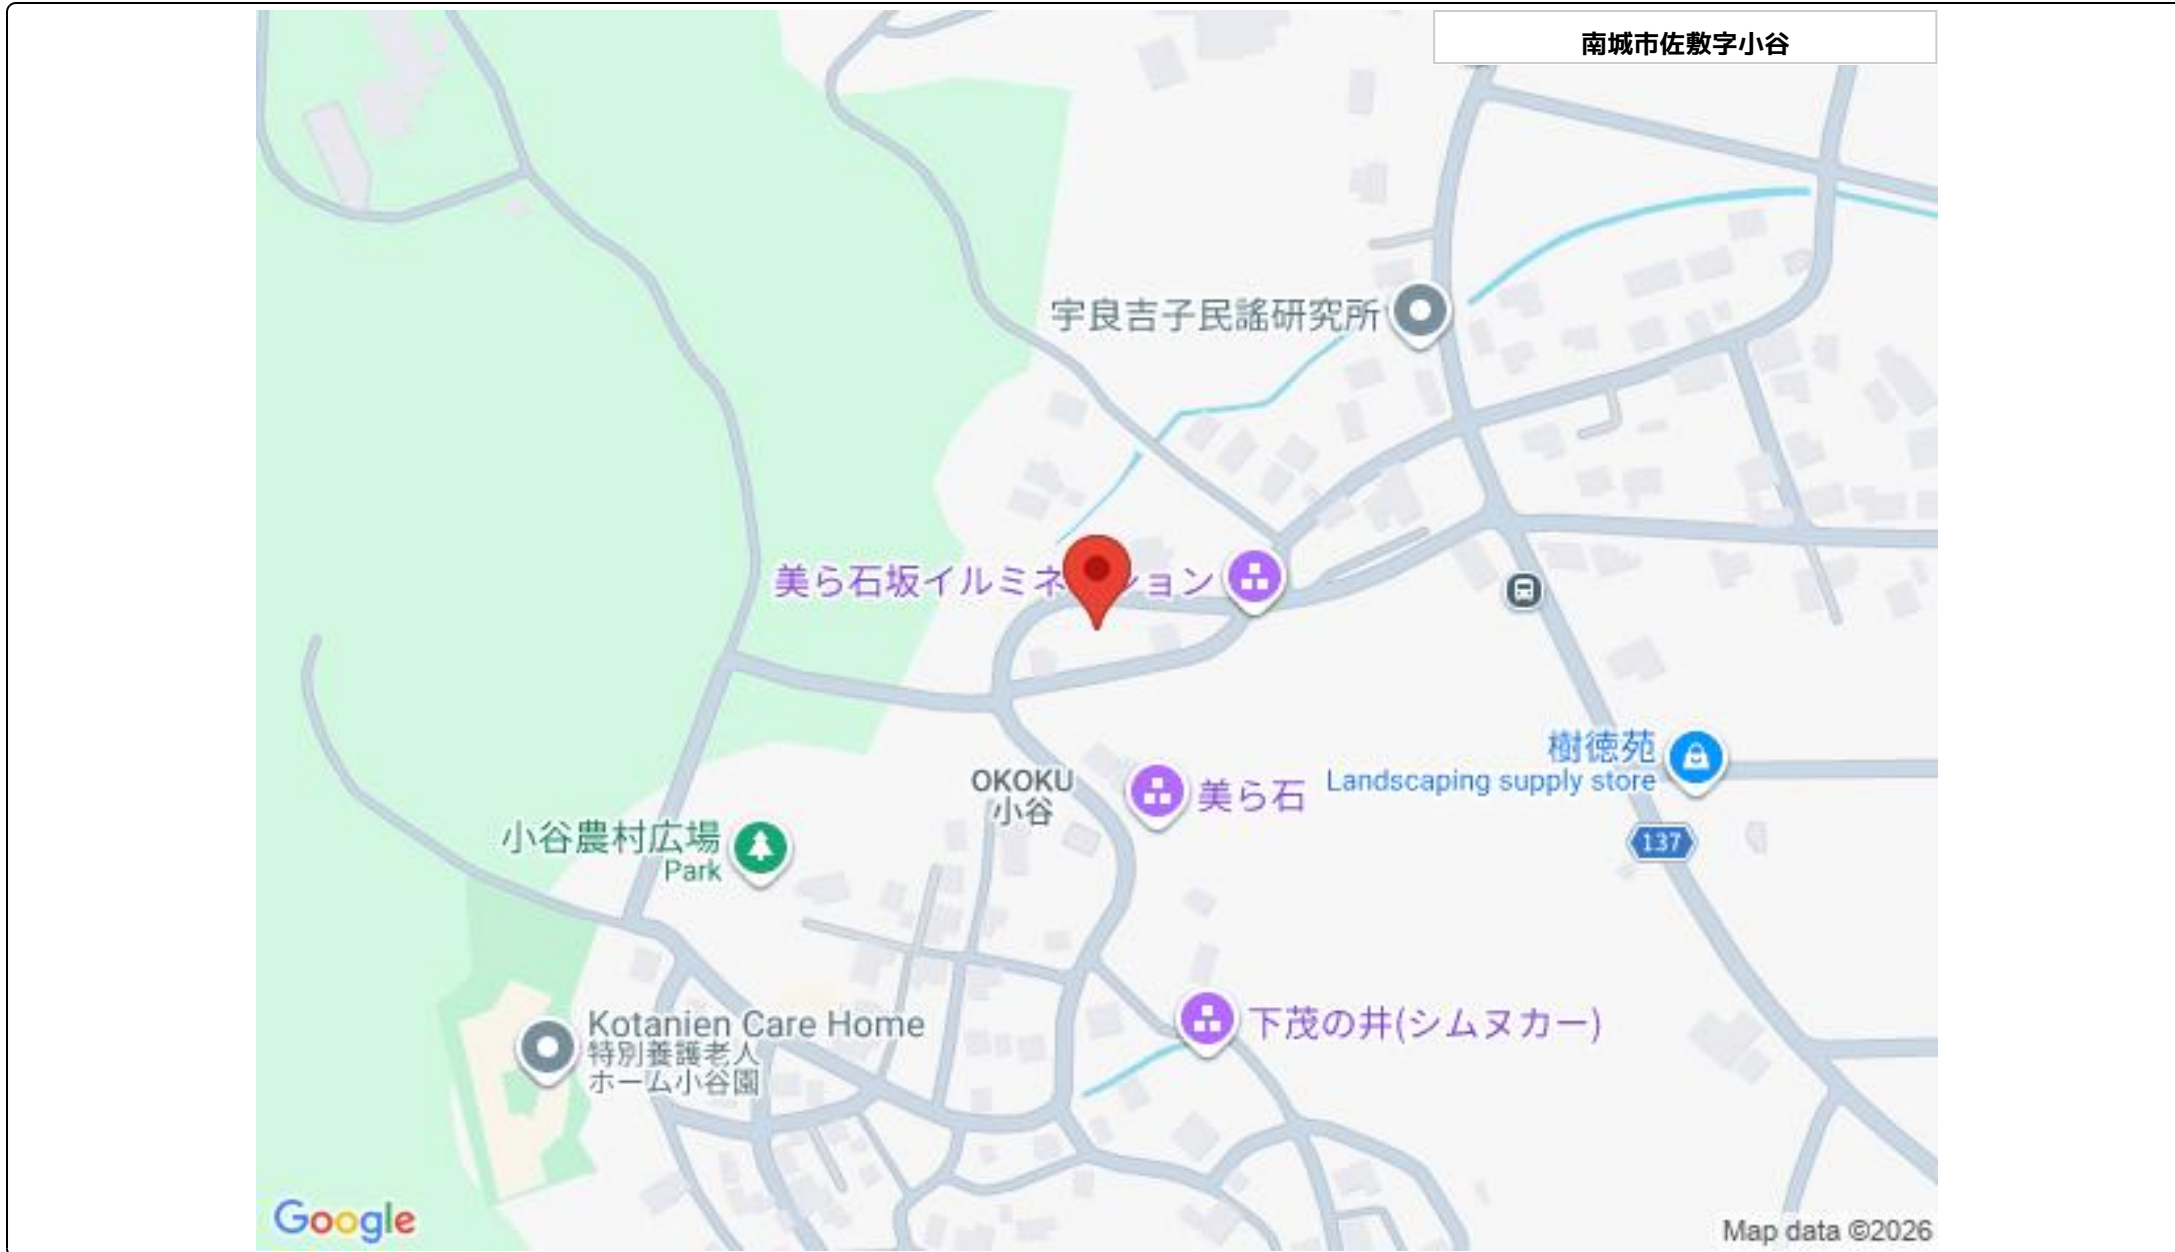 南城市佐敷字小谷
宇良吉子民謡研究所
美ら石坂イルミネ
ョン
樹徳苑
Landscaping supply store
OKOKU
小谷
美ら石
137
小谷農村広場
Park
Kotanien Care Home
特別養護老人
ホーム小谷園
下茂の井(シムヌカー)
Google
Map data ©2026